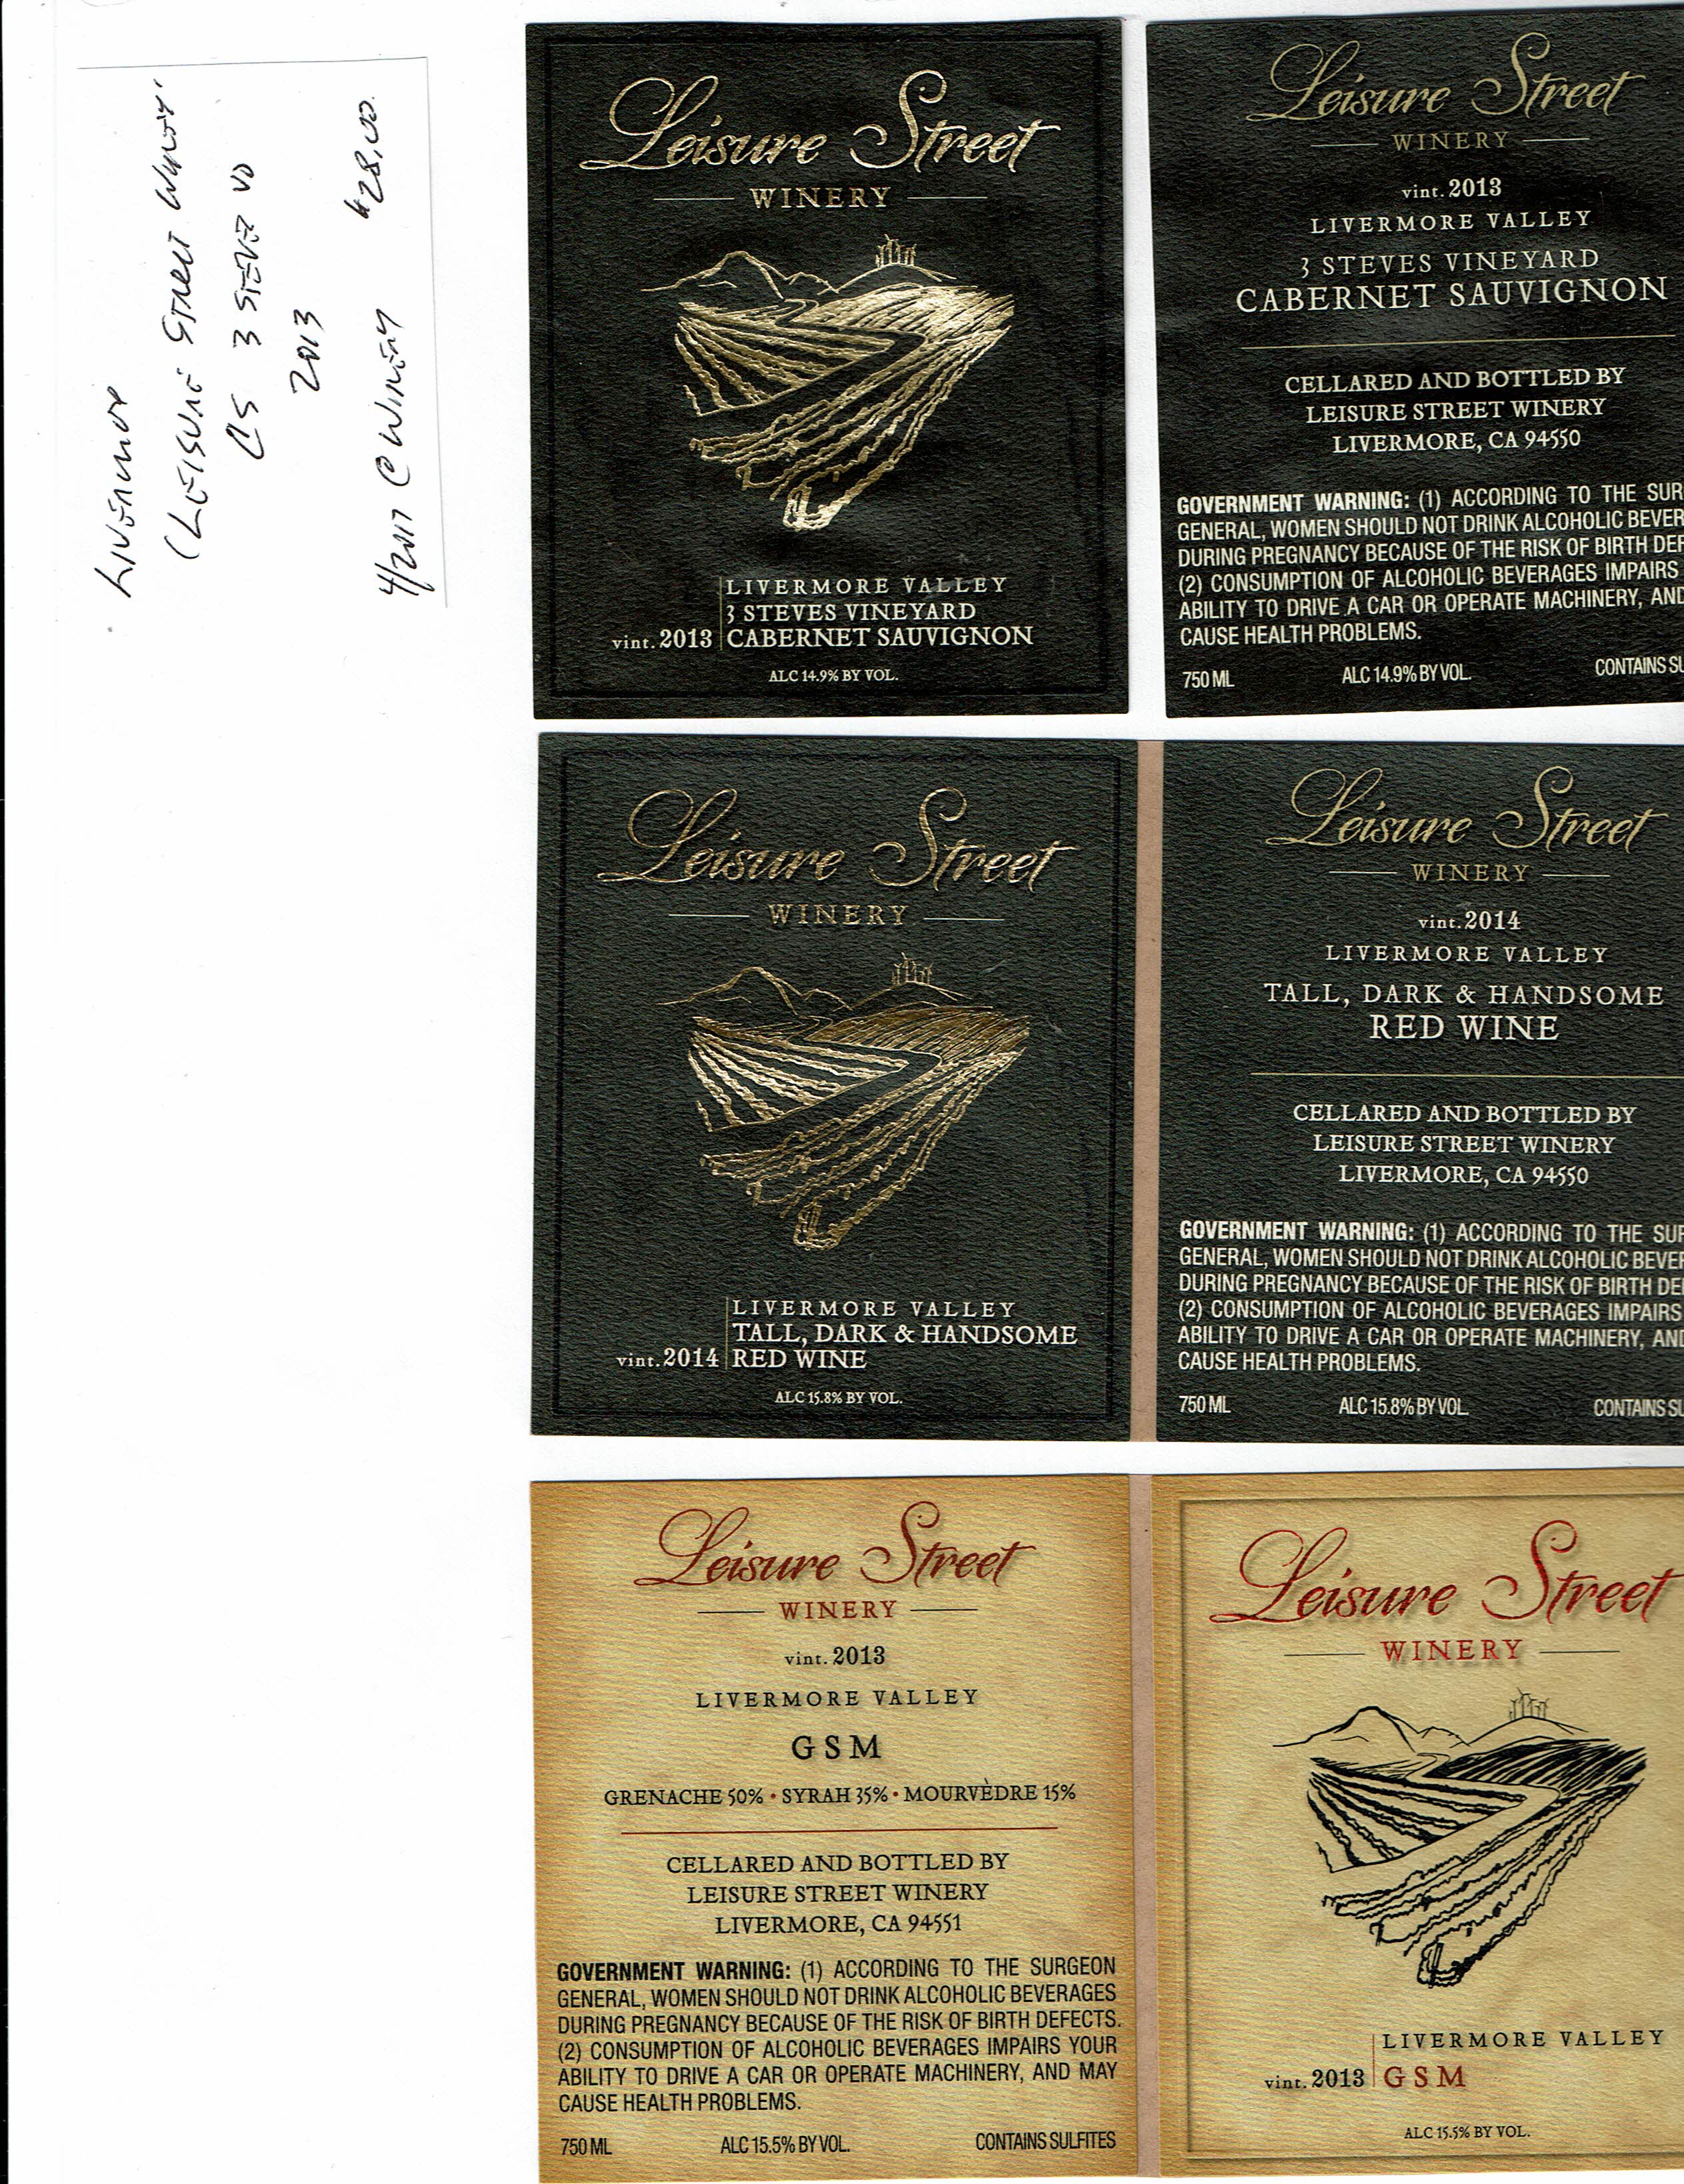 Livermor
(Leisure Street Winery
CS 3 Steve VD
2013
4/2017 @ Winery $28.00
Leisure Street
WINERY
LIVERMORE VALLEY
3 STEVES VINEYARD
vint. 2013 CABERNET SAUVIGNON
ALC 14.9% BY VOL.
Leisure Street
WINERY
vint. 2013
LIVERMORE VALLEY
3 STEVES VINEYARD
CABERNET SAUVIGNON
CELLARED AND BOTTLED BY
LEISURE STREET WINERY
LIVERMORE, CA 94550
GOVERNMENT WARNING: (1) ACCORDING TO THE SUR
GENERAL, WOMEN SHOULD NOT DRINK ALCOHOLIC BEVER
DURING PREGNANCY BECAUSE OF THE RISK OF BIRTH DEF
(2) CONSUMPTION OF ALCOHOLIC BEVERAGES IMPAIRS
ABILITY TO DRIVE A CAR OR OPERATE MACHINERY, AND
CAUSE HEALTH PROBLEMS.
750 ML ALC 14.9% BY VOL. CONTAINS SU
Leisure Street
WINERY
LIVERMORE VALLEY
TALL, DARK & HANDSOME
vint. 2014 RED WINE
ALC 15.8% BY VOL.
Leisure Street
WINERY
vint. 2014
LIVERMORE VALLEY
TALL, DARK & HANDSOME
RED WINE
CELLARED AND BOTTLED BY
LEISURE STREET WINERY
LIVERMORE, CA 94550
GOVERNMENT WARNING: (1) ACCORDING TO THE SUR
GENERAL, WOMEN SHOULD NOT DRINK ALCOHOLIC BEVER
DURING PREGNANCY BECAUSE OF THE RISK OF BIRTH DE
(2) CONSUMPTION OF ALCOHOLIC BEVERAGES IMPAIRS
ABILITY TO DRIVE A CAR OR OPERATE MACHINERY, AND
CAUSE HEALTH PROBLEMS.
750 ML ALC 15.8% BY VOL. CONTAINS SU
Leisure Street
WINERY
vint. 2013
LIVERMORE VALLEY
GSM
GRENACHE 50% • SYRAH 35% • MOURVÈDRE 15%
CELLARED AND BOTTLED BY
LEISURE STREET WINERY
LIVERMORE, CA 94551
GOVERNMENT WARNING: (1) ACCORDING TO THE SURGEON
GENERAL, WOMEN SHOULD NOT DRINK ALCOHOLIC BEVERAGES
DURING PREGNANCY BECAUSE OF THE RISK OF BIRTH DEFECTS.
(2) CONSUMPTION OF ALCOHOLIC BEVERAGES IMPAIRS YOUR
ABILITY TO DRIVE A CAR OR OPERATE MACHINERY, AND MAY
CAUSE HEALTH PROBLEMS.
750 ML ALC 15.5% BY VOL. CONTAINS SULFITES
Leisure Street
WINERY
LIVERMORE VALLEY
vint. 2013 GSM
ALC 15.5% BY VOL.